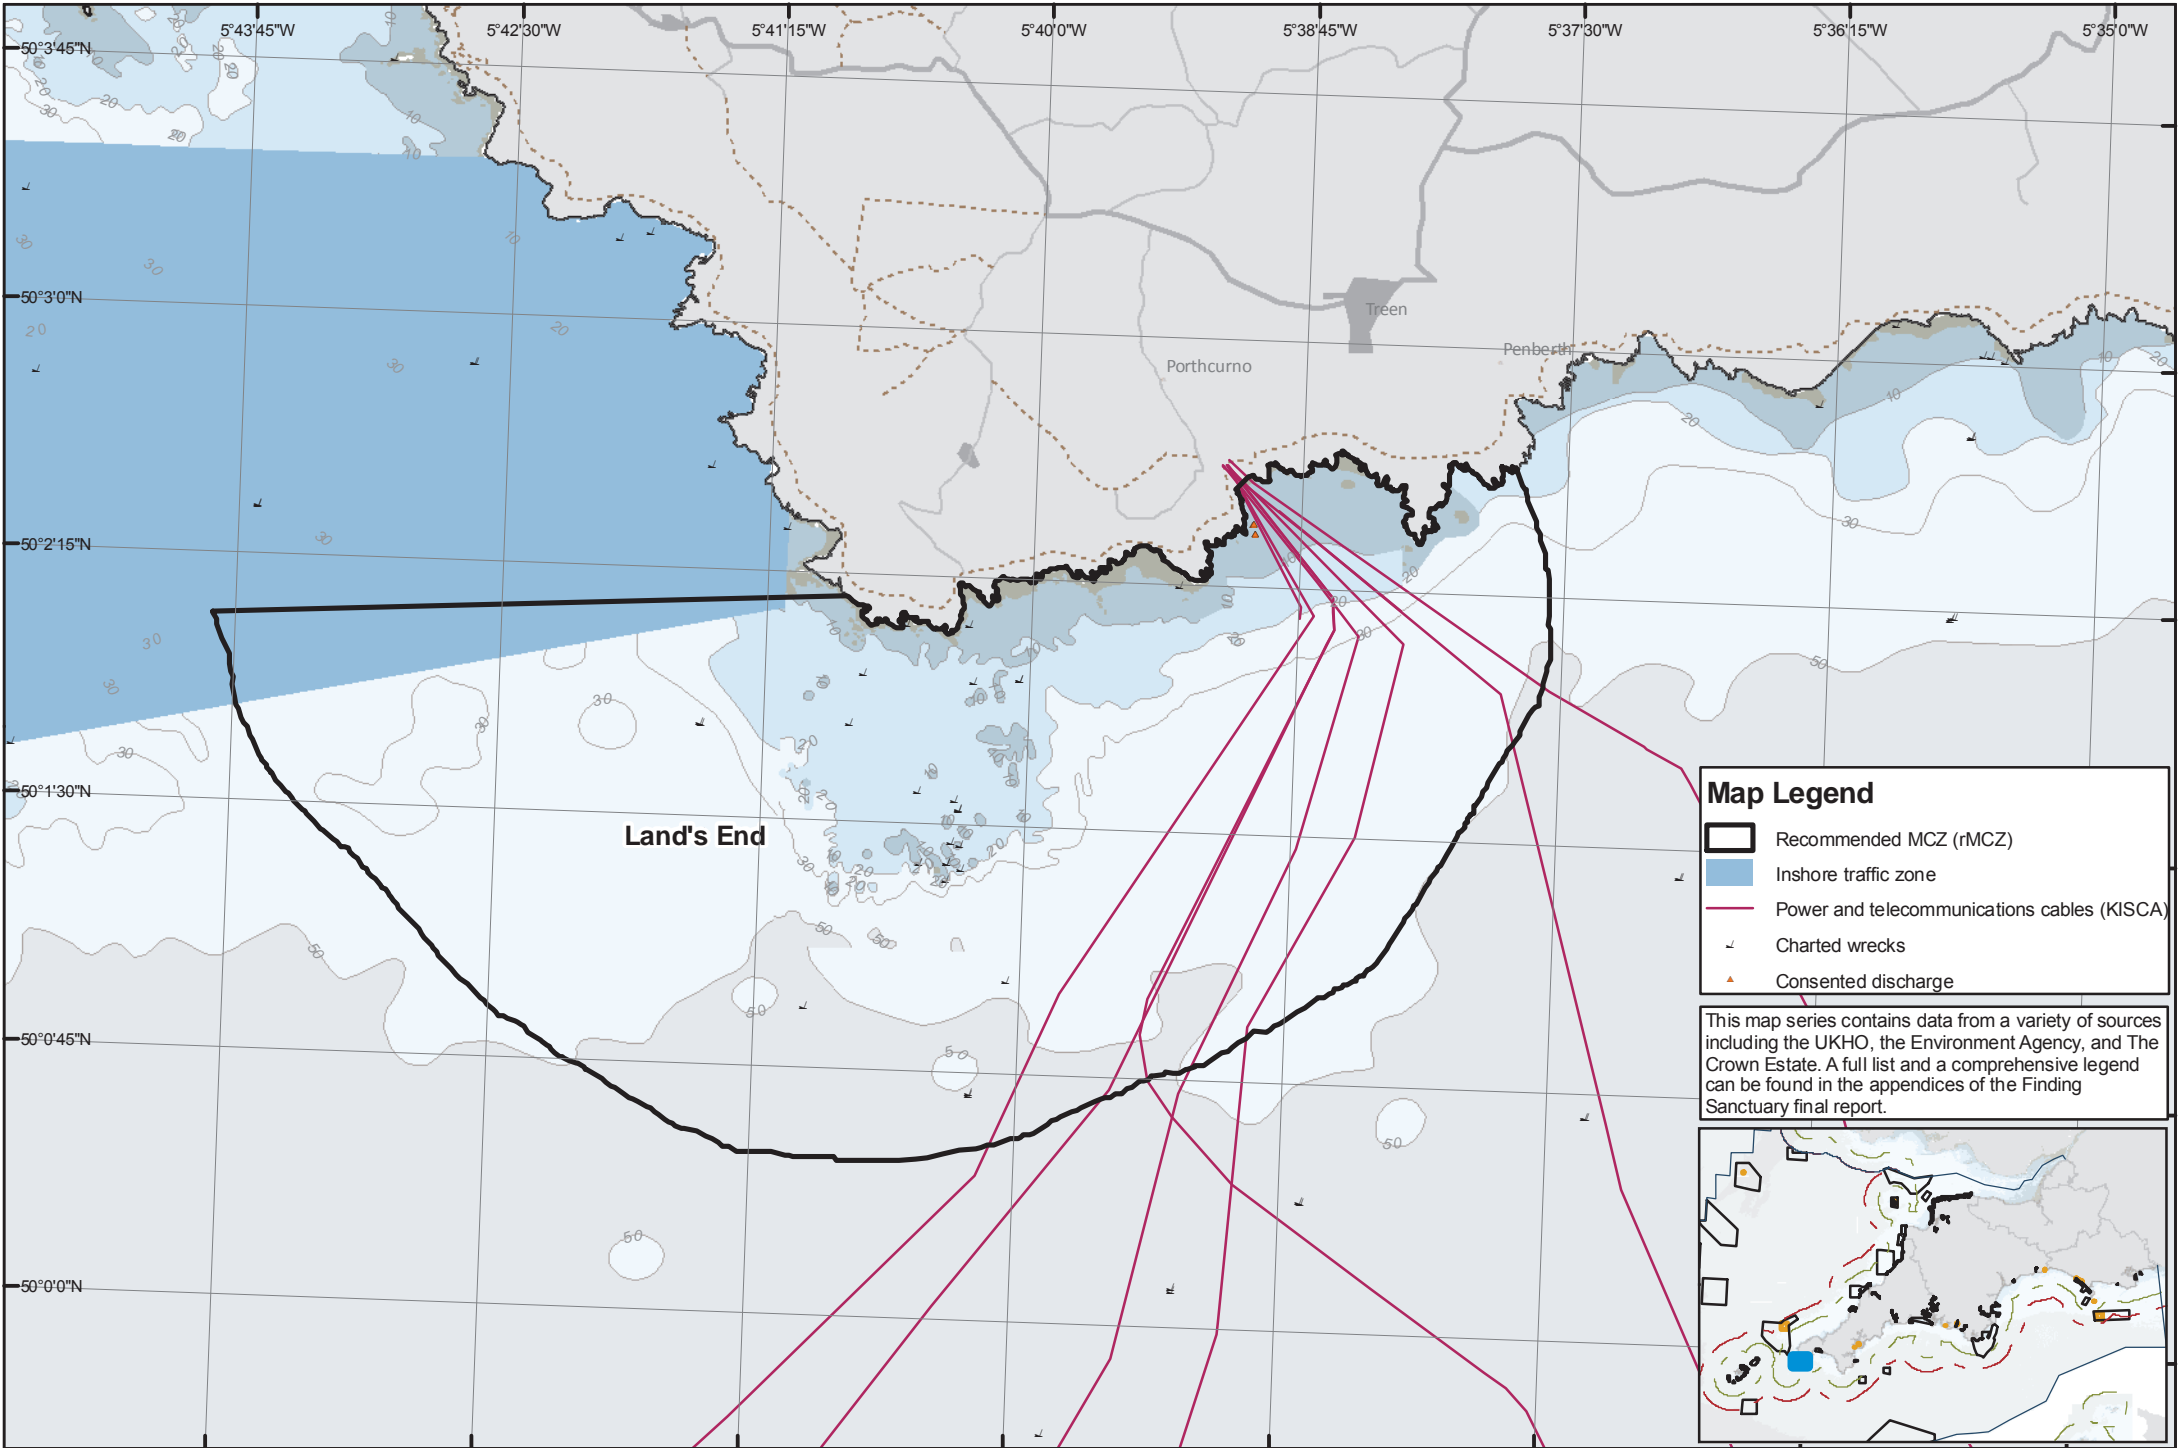 5°43'45"W 5°42'30"W 5°41'15"W 5°40'0"W 5°38'45"W 5°37'30"W 5°36'15"W 5°35'0"W
50°3'45"N
50°3'0"N
Treen
Penberth
Porthcurno
50°2'15"N
50°1'30"N
Land's End
50°0'45"N
50°0'0"N
Map Legend
Recommended MCZ (rMCZ)
Inshore traffic zone
Power and telecommunications cables (KISCA)
Charted wrecks
Consented discharge
This map series contains data from a variety of sources
including the UKHO, the Environment Agency, and The
Crown Estate. A full list and a comprehensive legend
can be found in the appendices of the Finding
Sanctuary final report.